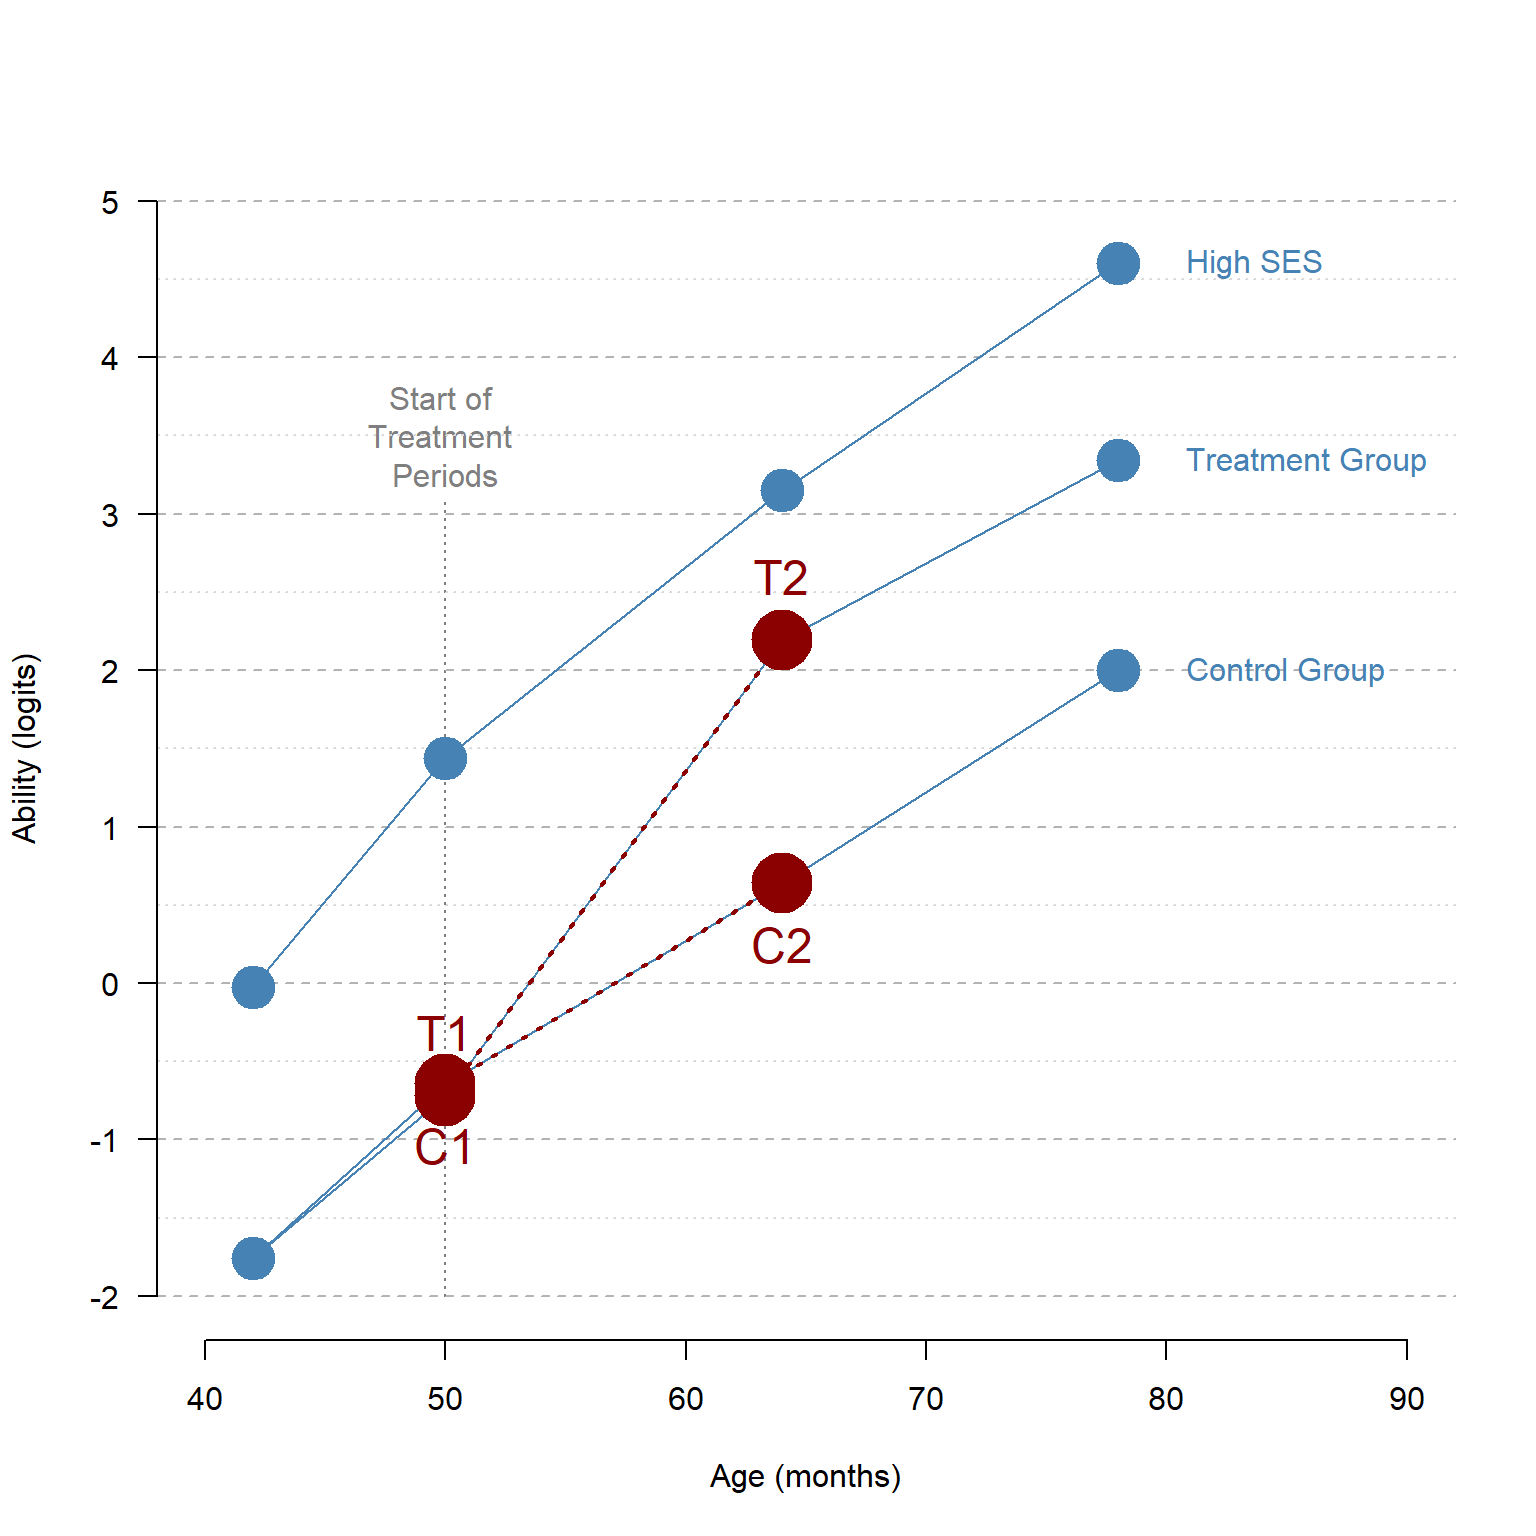 5
High SES
4
Start of
Treatment
Periods
Treatment Group
3
T2
2
Control Group
Ability (logits)
1
C2
0
T1
-1
C1
-2
40 50 60 70 80 90
Age (months)